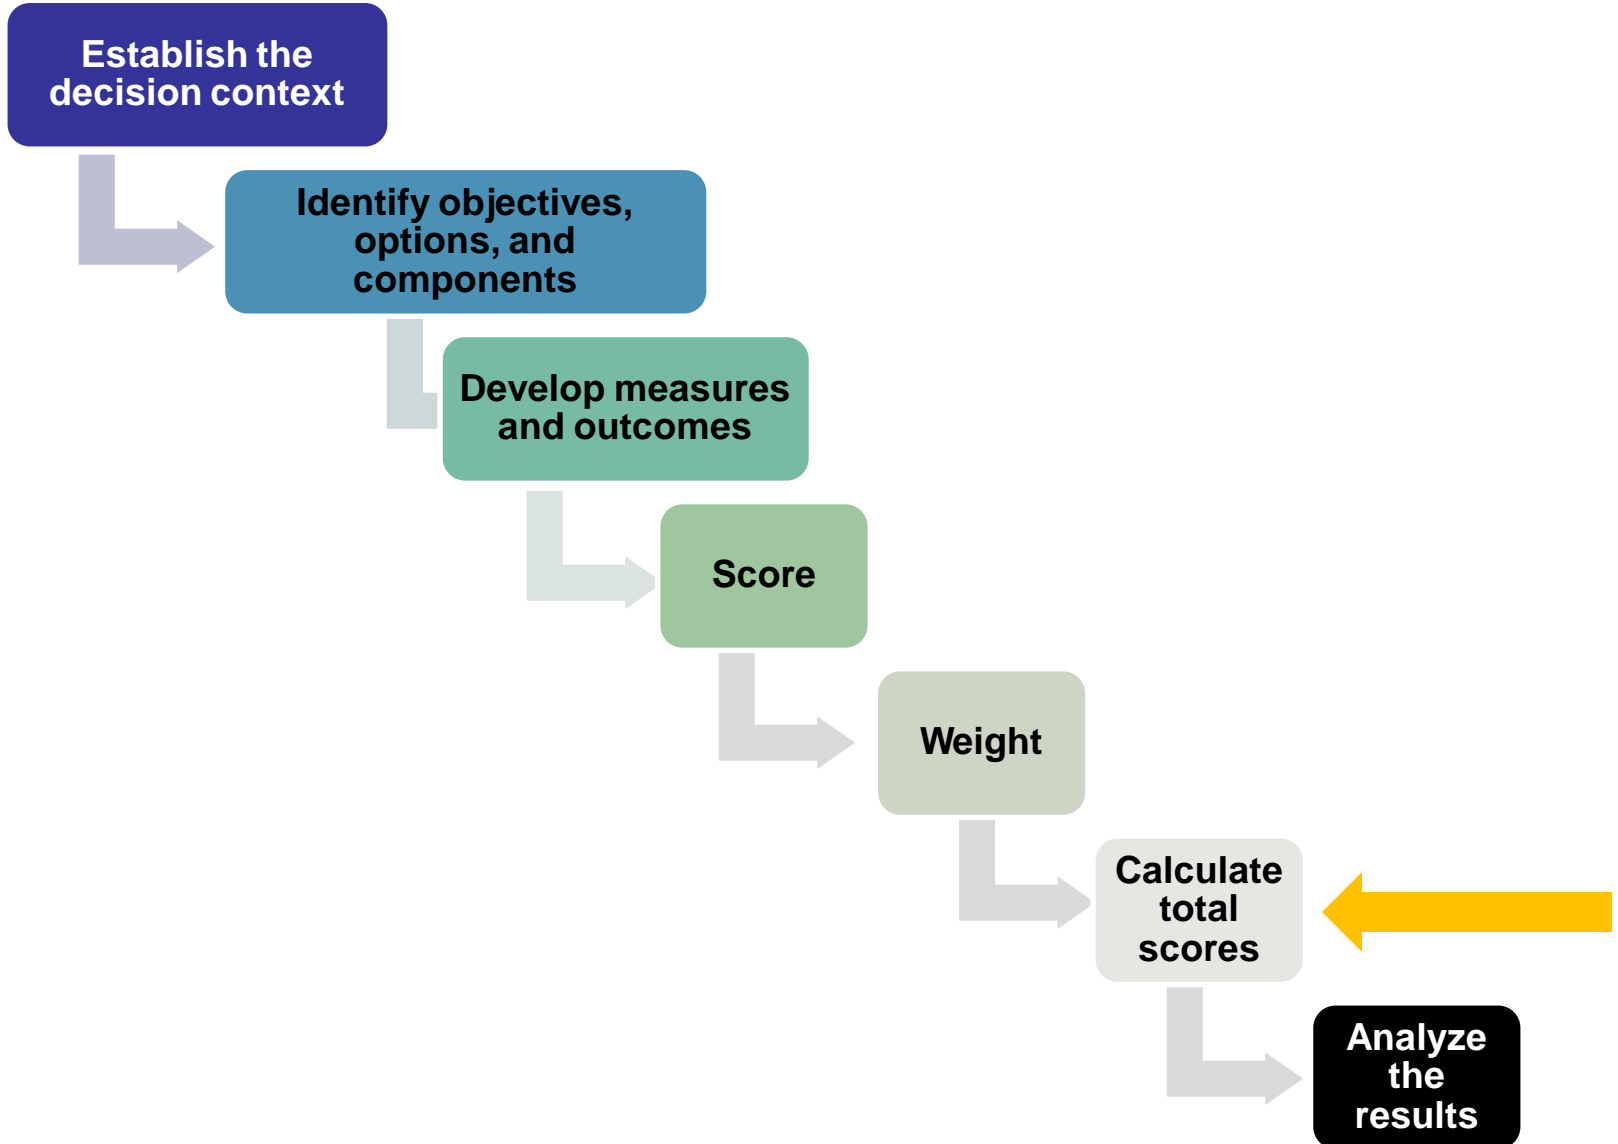 Establish the
decision context
Identify objectives,
options, and
components
Develop measures
and outcomes
Score
Weight
Calculate
total
scores
Analyze
the
results